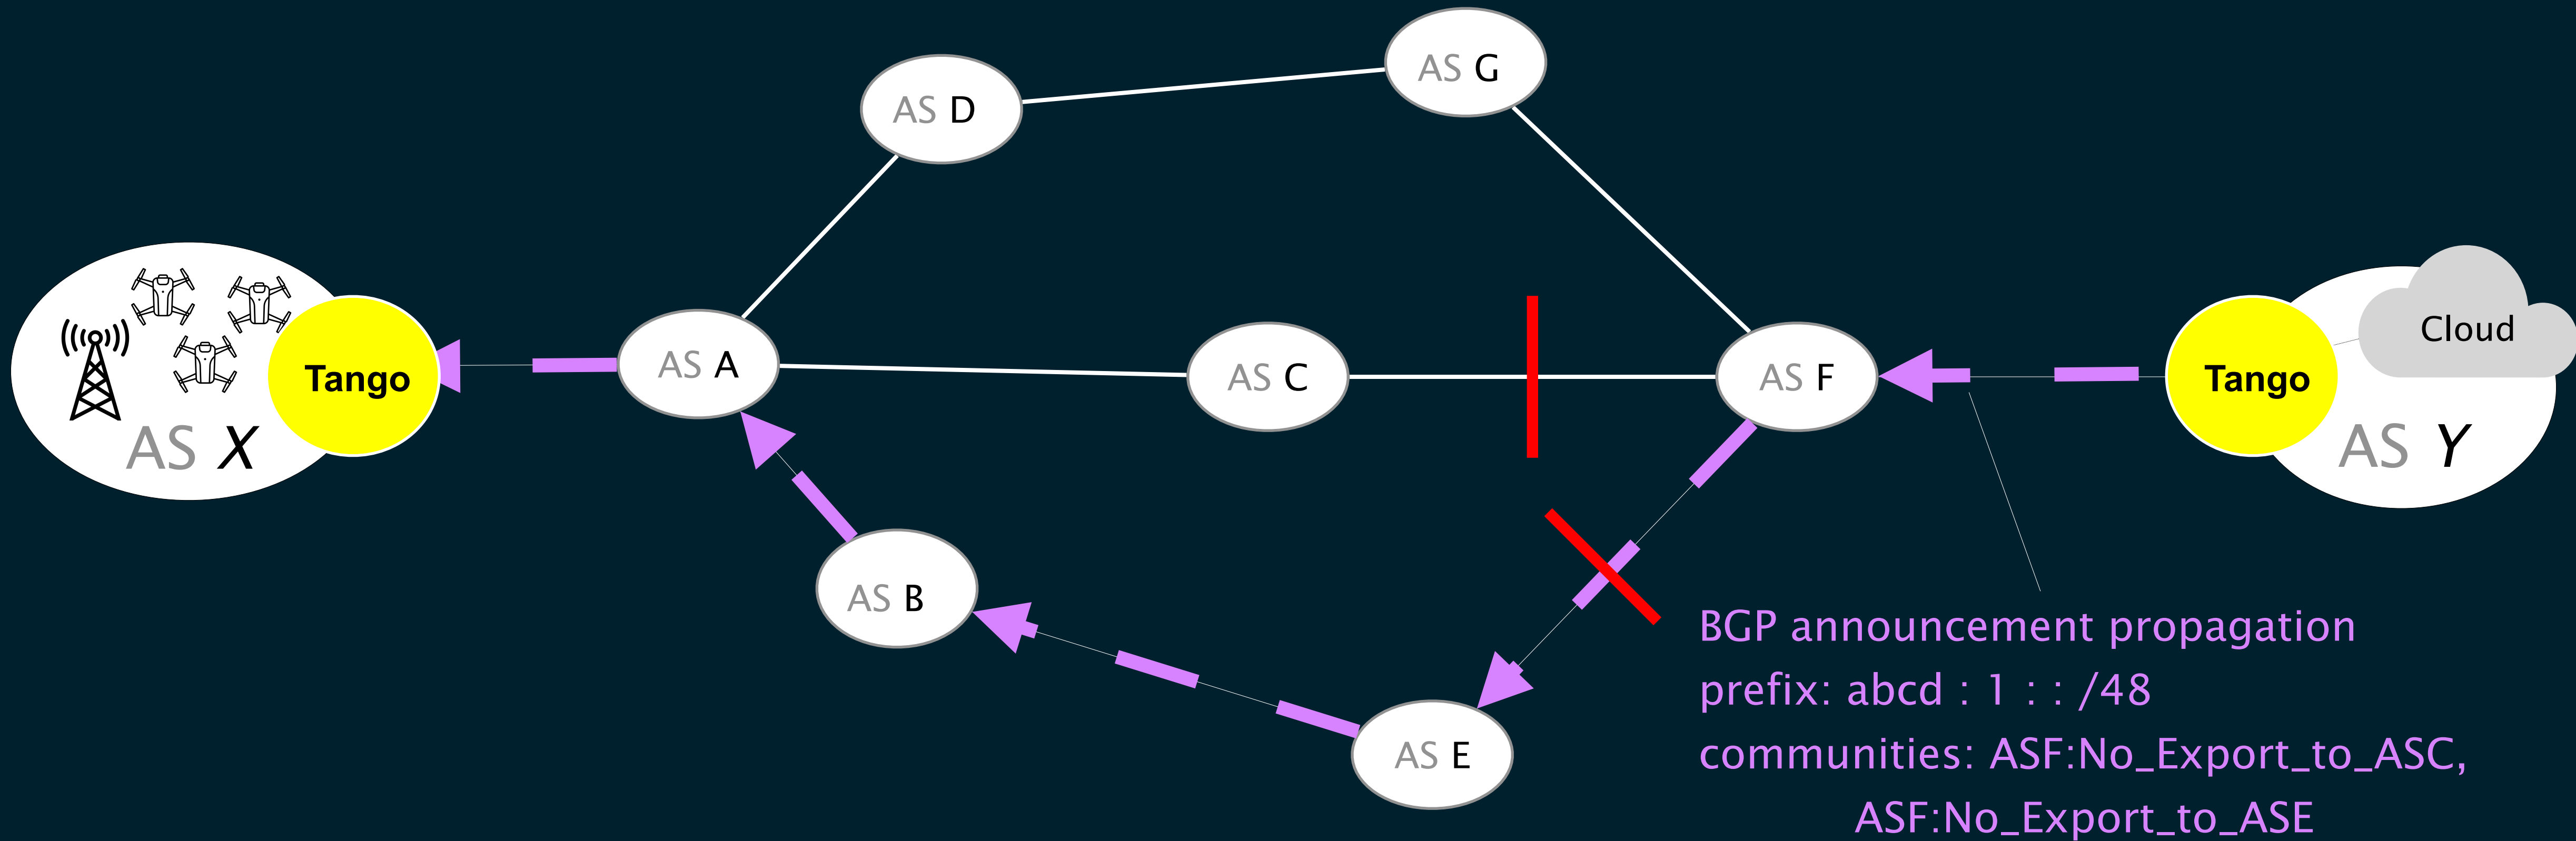 AS G
AS D
Cloud
AS A
AS C
AS F
Tango
Tango
AS X
AS Y
AS B
BGP announcement propagation
prefix: abcd : 1 : : /48
AS E
communities: ASF:No_Export_to_ASC,
ASF:No_Export_to_ASE